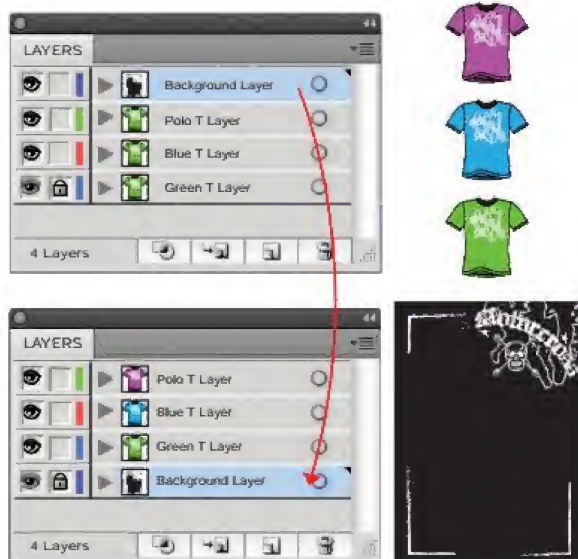 LAYERS
Background Layer
Polo T Layer
Blue T Layer
Green T Layer
4 Layers
LAYERS
Polo T Layer
Blue T Layer
Green T Layer
Background Layer
4 Layers